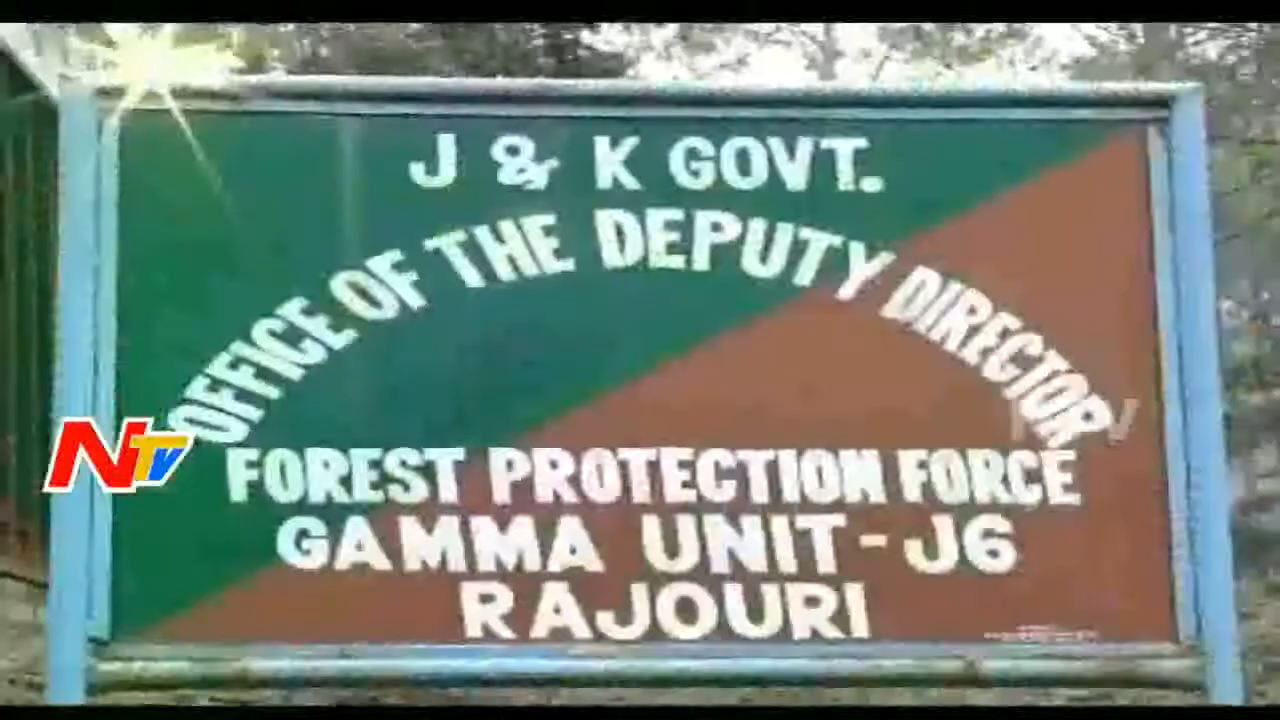 J & K GOVT.
OFFICE OF THE DEPUTY DIRECTOR
FOREST PROTECTION FORCE
GAMMA UNIT - J6
RAJOURI
NTV